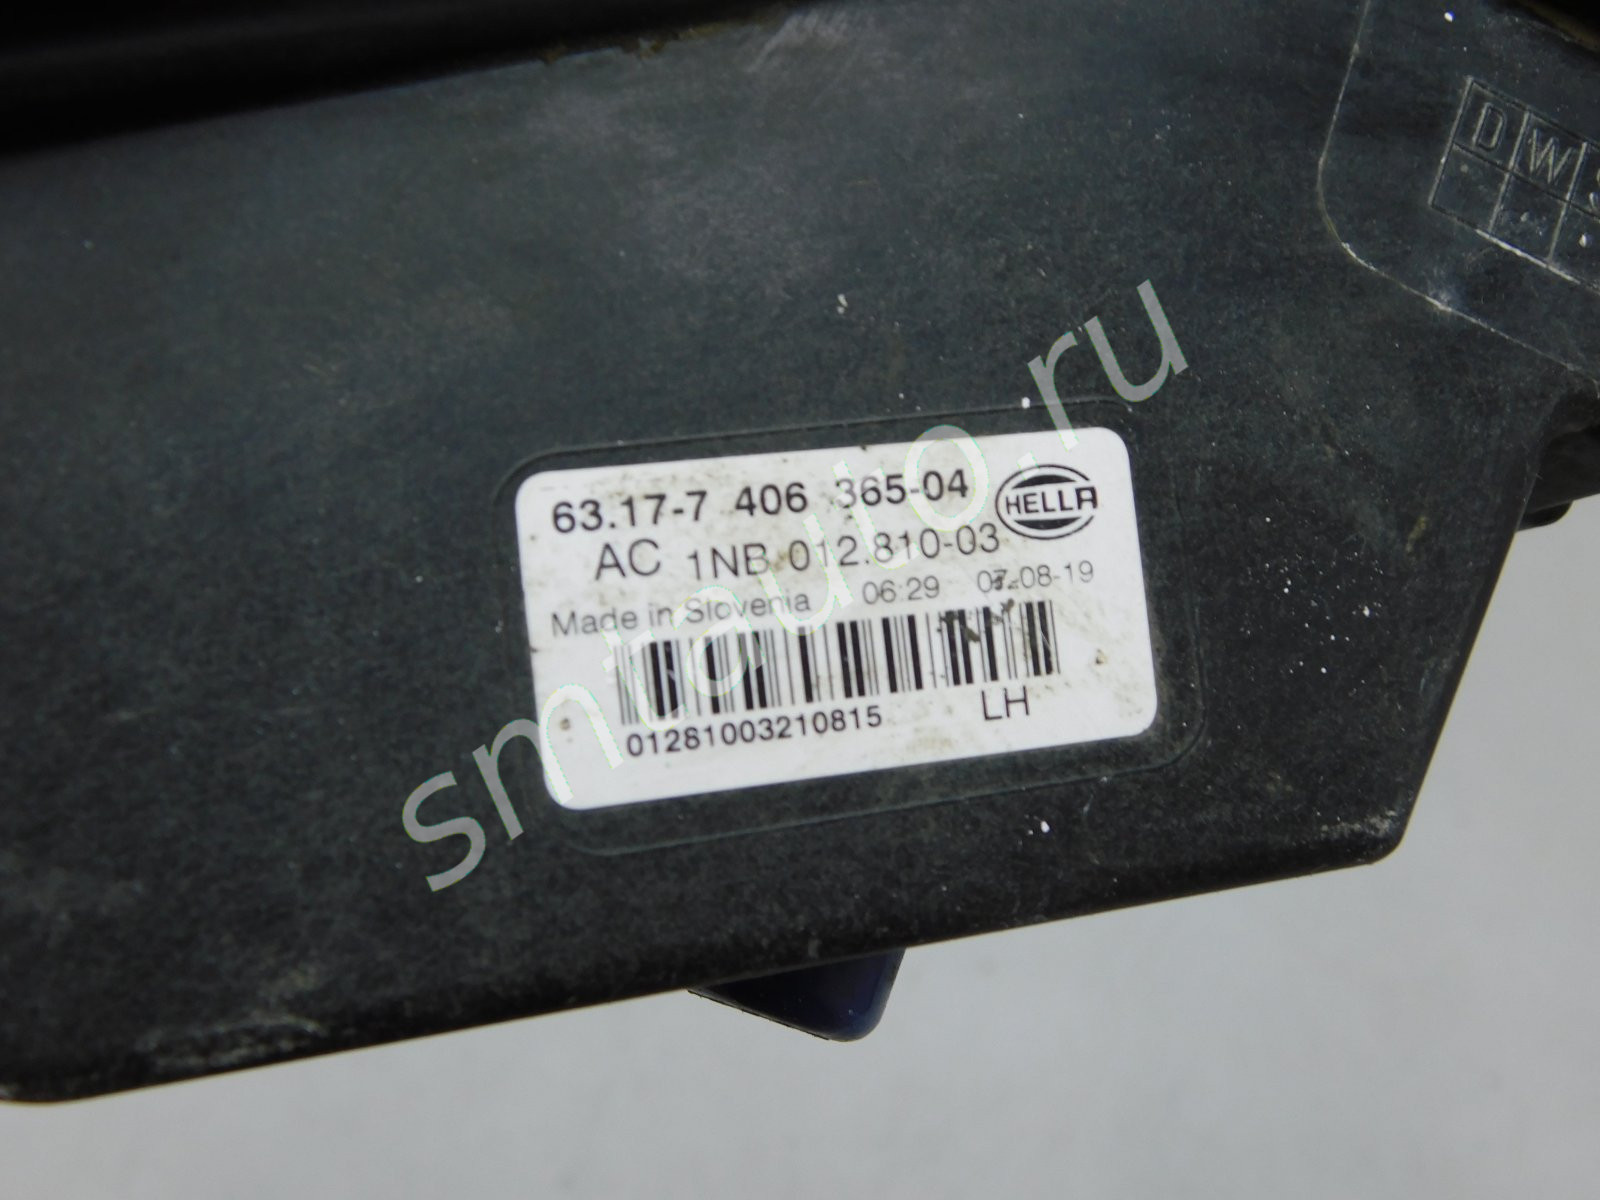 D W S
63.17-7 406 365-04
HELLA
AC 1NB 012.810-03
Made in Slovenia 06:29 07-08-19
01281003210815 LH
smtauto.ru